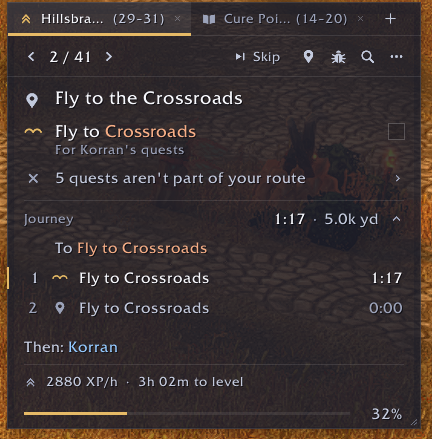 Hillsbra... (29-31) × Cure Poi... (14-20) × +
2 / 41 Skip ...
Fly to the Crossroads
Fly to Crossroads
For Korran's quests
5 quests aren't part of your route
Journey 1:17 · 5.0k yd
To Fly to Crossroads
1 Fly to Crossroads 1:17
2 Fly to Crossroads 0:00
Then: Korran
2880 XP/h · 3h 02m to level
32%